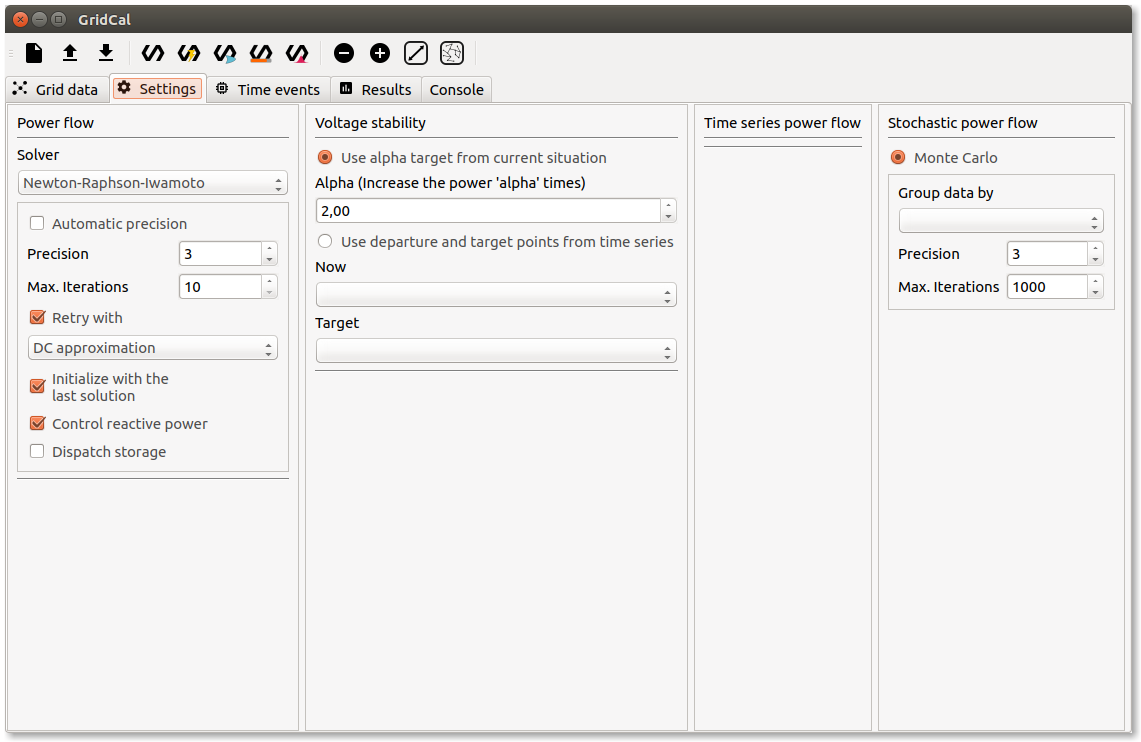 GridCal
Grid data
Settings
Time events
Results
Console
Power flow
Solver
Newton-Raphson-Iwamoto
Automatic precision
Precision
3
Max. Iterations
10
Retry with
DC approximation
Initialize with the
last solution
Control reactive power
Dispatch storage
Voltage stability
Use alpha target from current situation
Alpha (Increase the power 'alpha' times)
2,00
Use departure and target points from time series
Now
Target
Time series power flow
Stochastic power flow
Monte Carlo
Group data by
Precision
3
Max. Iterations
1000